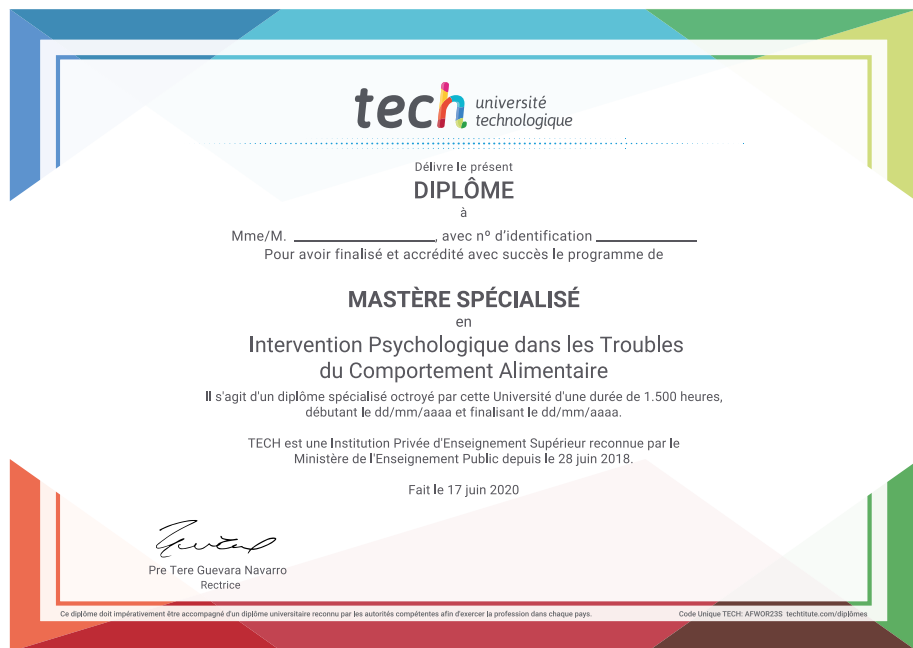 tech université
technologique
Délivre le présent
DIPLÔME
à
Mme/M. ____________, avec nº d'identification ____________
Pour avoir finalisé et accrédité avec succès le programme de
MASTÈRE SPÉCIALISÉ
en
Intervention Psychologique dans les Troubles
du Comportement Alimentaire
Il s'agit d'un diplôme spécialisé octroyé par cette Université d'une durée de 1.500 heures,
débutant le dd/mm/aaaa et finalisant le dd/mm/aaaa.
TECH est une Institution Privée d'Enseignement Supérieur reconnue par le
Ministère de l'Enseignement Public depuis le 28 juin 2018.
Fait le 17 juin 2020
Pre Tere Guevara Navarro
Rectrice
Ce diplôme doit impérativement être accompagné d'un diplôme universitaire reconnu par les autorités compétentes afin d'exercer la profession dans chaque pays.
Code Unique TECH: AFWOR23S techtitute.com/diplômes